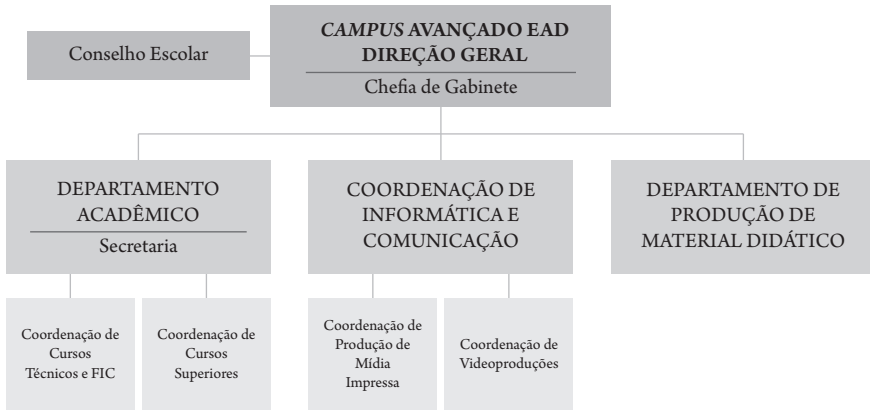 Conselho Escolar
CAMPUS AVANÇADO EAD
DIREÇÃO GERAL
Chefia de Gabinete
DEPARTAMENTO
ACADÊMICO
Secretaria
COORDENAÇÃO DE
INFORMÁTICA E
COMUNICAÇÃO
DEPARTAMENTO DE
PRODUÇÃO DE
MATERIAL DIDÁTICO
Coordenação de
Cursos
Técnicos e FIC
Coordenação de
Cursos
Superiores
Coordenação de
Produção de
Mídia
Impressa
Coordenação de
Videoproduções